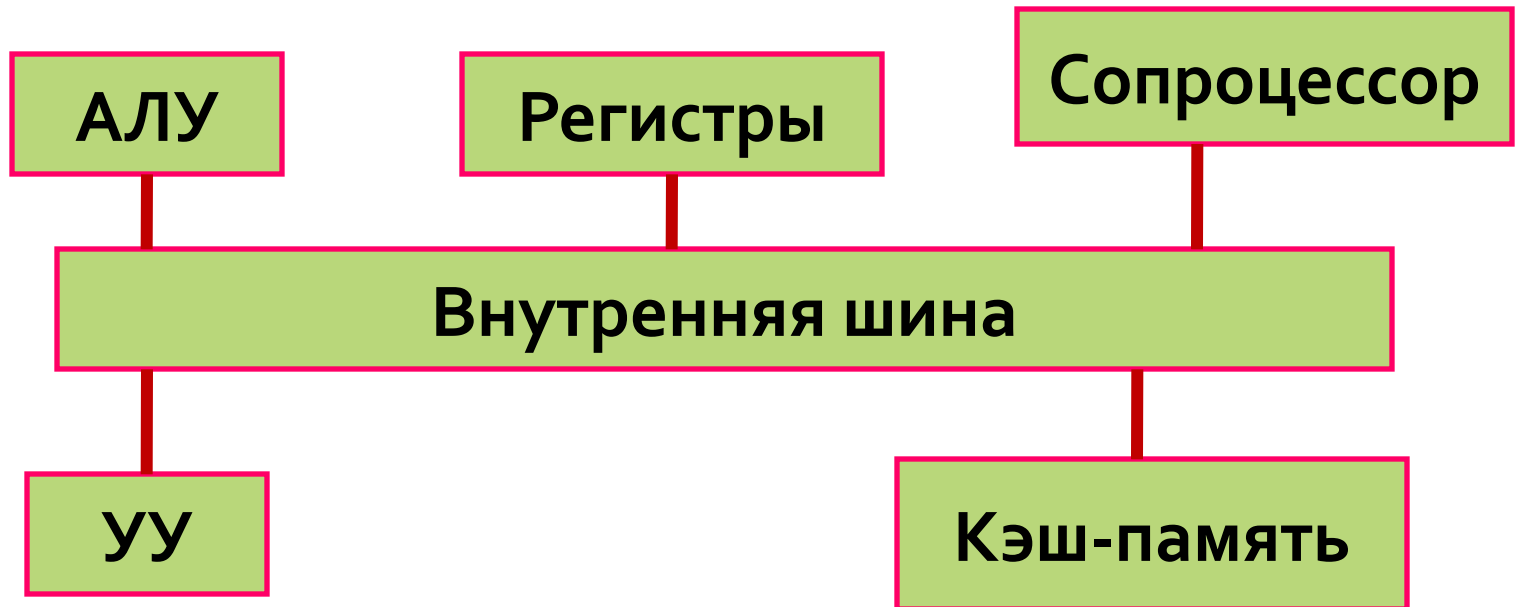 АЛУ
Регистры
Сопроцессор
Внутренняя шина
УУ
Кэш-память